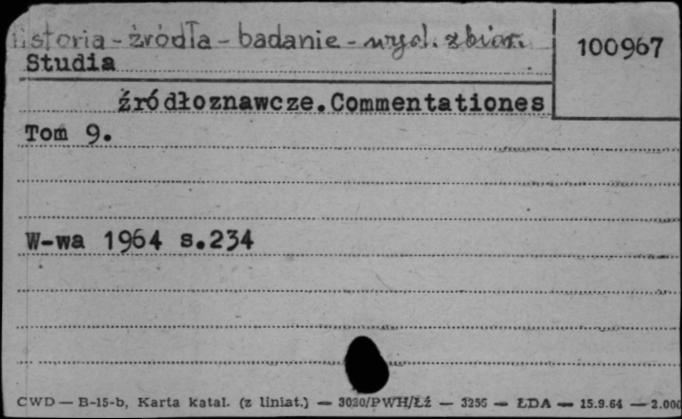 historia - źródła - badanie - wyd. zbior.
100967
Studia
źródłoznawcze.Commentationes
Tom 9.
W-wa 1964 s.234
CWD — B-15-b, Karta katal. (z liniat.) — 3030/PWH/Łź — 3255 — ŁDA — 15.9.64 — 2.000